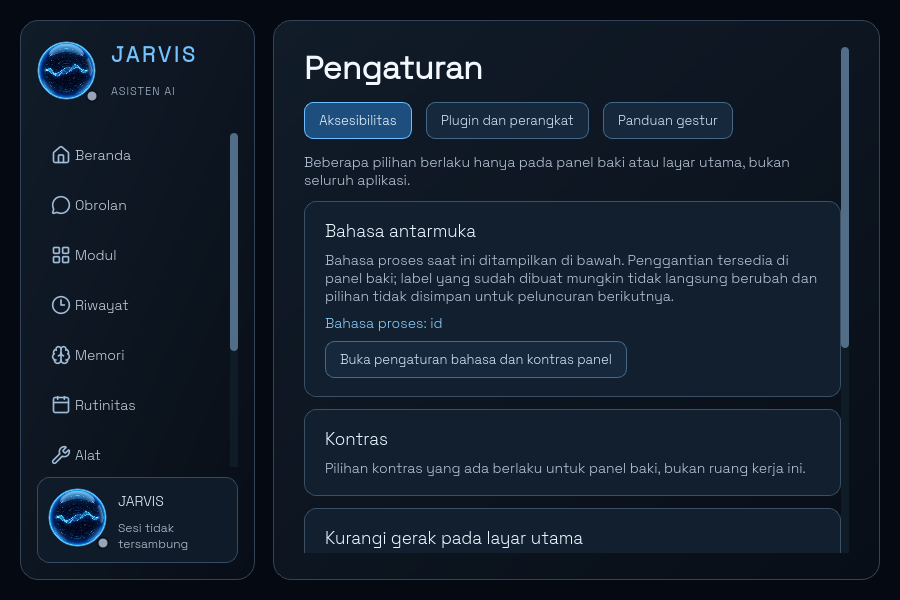 JARVIS
ASISTEN AI
Beranda
Obrolan
Modul
Riwayat
Memori
Rutinitas
Alat
JARVIS
Sesi tidak
tersambung
Pengaturan
Aksesibilitas
Plugin dan perangkat
Panduan gestur
Beberapa pilihan berlaku hanya pada panel baki atau layar utama, bukan
seluruh aplikasi.
Bahasa antarmuka
Bahasa proses saat ini ditampilkan di bawah. Penggantian tersedia di
panel baki; label yang sudah dibuat mungkin tidak langsung berubah dan
pilihan tidak disimpan untuk peluncuran berikutnya.
Bahasa proses: id
Buka pengaturan bahasa dan kontras panel
Kontras
Pilihan kontras yang ada berlaku untuk panel baki, bukan ruang kerja ini.
Kurangi gerak pada layar utama